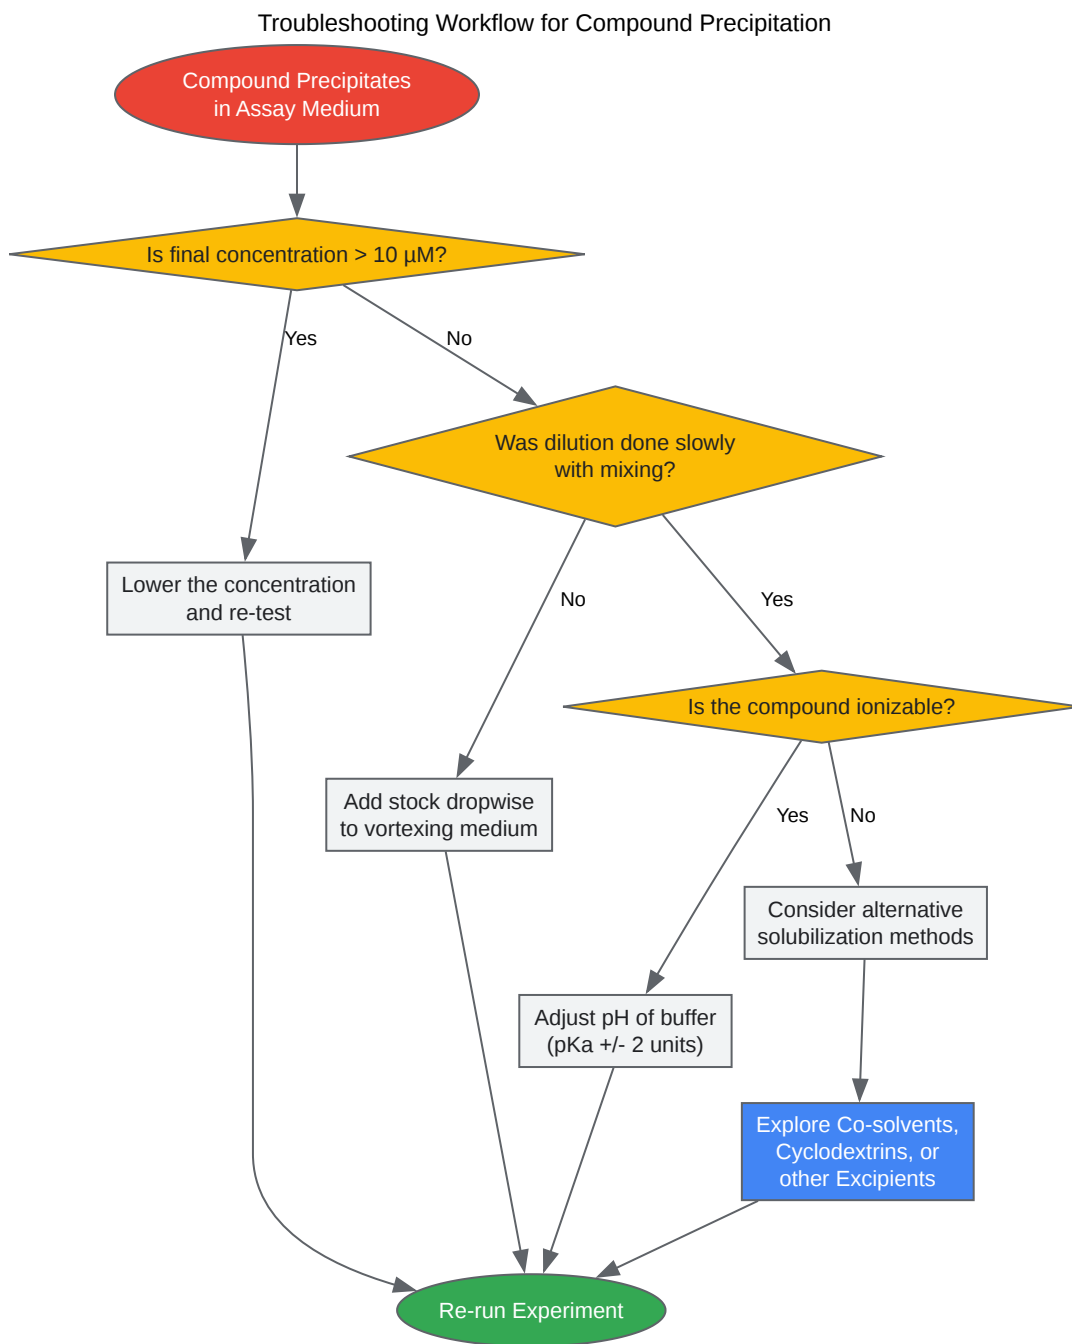 Troubleshooting Workflow for Compound Precipitation
Compound Precipitates
in Assay Medium
Is final concentration > 10 µM?
Yes
No
Was dilution done slowly
with mixing?
Lower the concentration
and re-test
No
Yes
Is the compound ionizable?
Add stock dropwise
to vortexing medium
Yes
No
Consider alternative
solubilization methods
Adjust pH of buffer
(pKa +/- 2 units)
Explore Co-solvents,
Cyclodextrins, or
other Excipients
Re-run Experiment